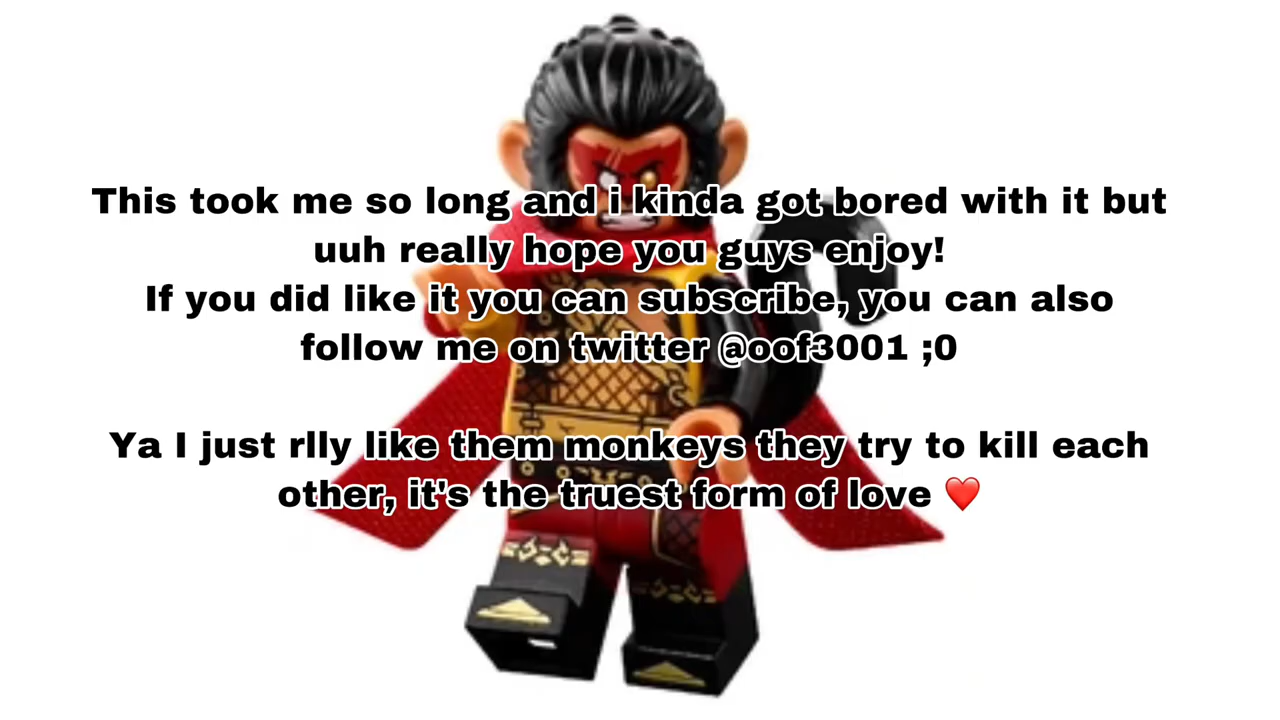 This took me so long and i kinda got bored with it but
uuh really hope you guys enjoy!
If you did like it you can subscribe, you can also
follow me on twitter @oof3001 ;0
Ya I just rlly like them monkeys they try to kill each
other, it's the truest form of love ❤️